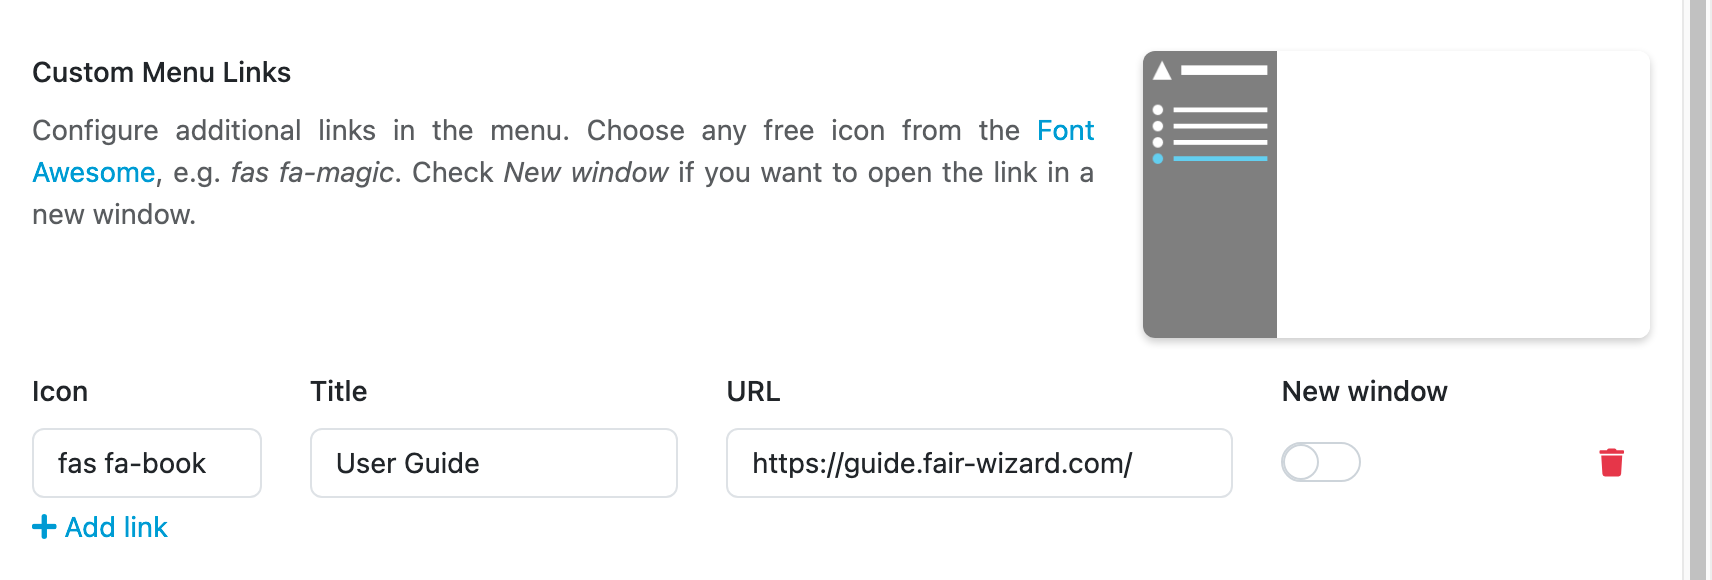 Custom Menu Links
Configure additional links in the menu. Choose any free icon from the Font
Awesome, e.g. fas fa-magic. Check New window if you want to open the link in a
new window.
Icon Title URL New window
fas fa-book User Guide https://guide.fair-wizard.com/
Add link